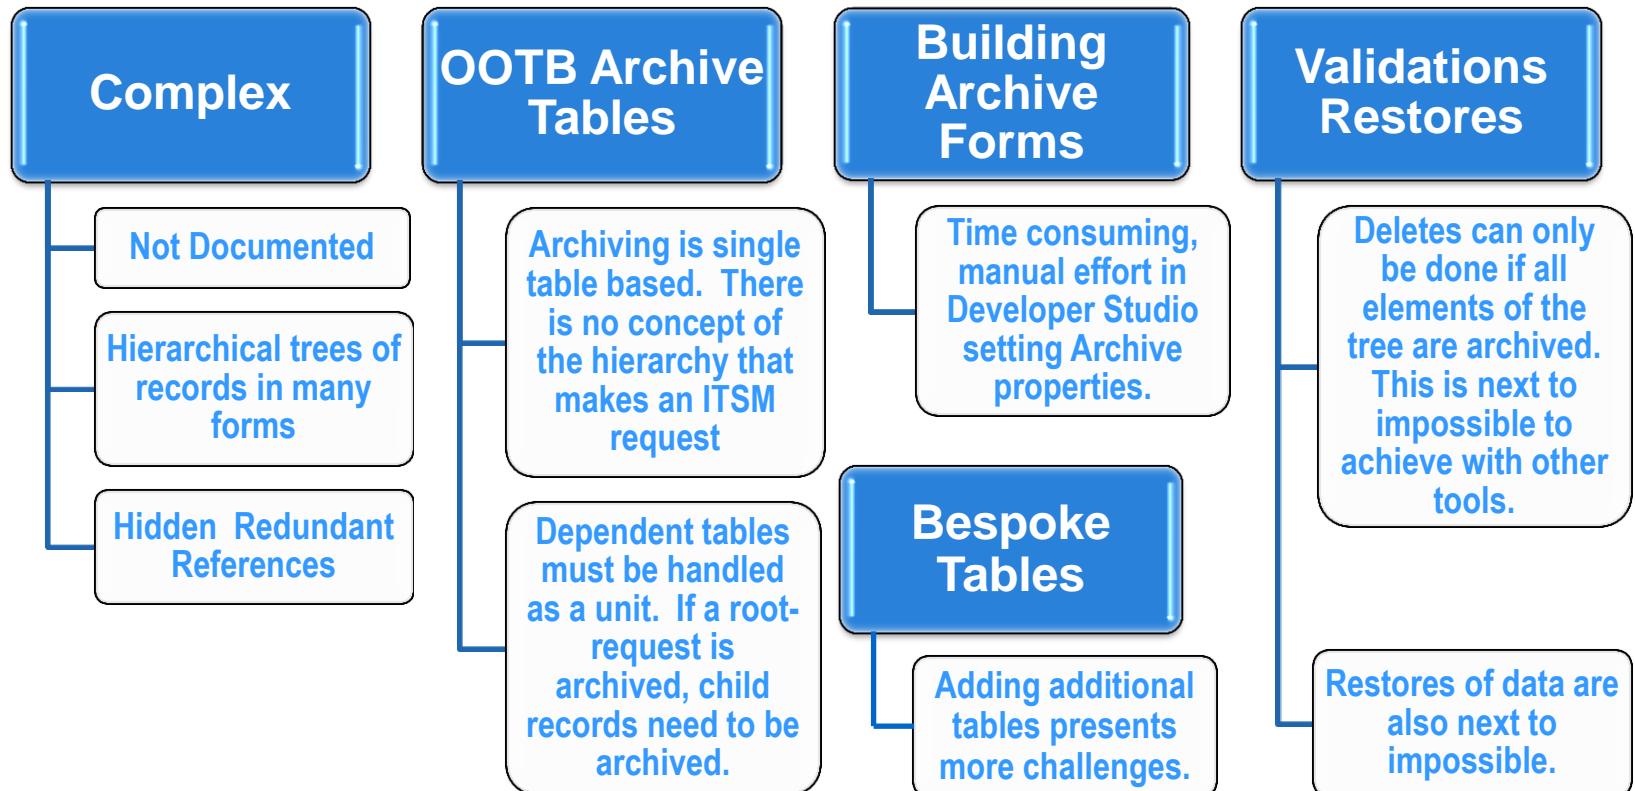 Complex
Not Documented
Hierarchical trees of
records in many
forms
Hidden  Redundant
References
OOTB Archive
Tables
Archiving is single
table based.  There
is no concept of
the hierarchy that
makes an ITSM
request
Dependent tables
must be handled
as a unit.  If a root-
request is
archived, child
records need to be
archived.
Building
Archive
Forms
Time consuming,
manual effort in
Developer Studio
setting Archive
properties.
Bespoke
Tables
Adding additional
tables presents
more challenges.
Validations
Restores
Deletes can only
be done if all
elements of the
tree are archived.
This is next to
impossible to
achieve with other
tools.
Restores of data are
also next to
impossible.